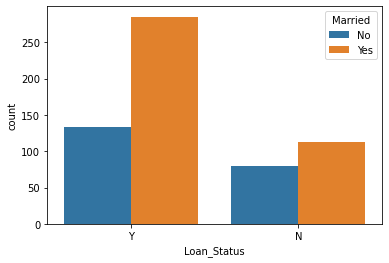 Married
No
Yes
250
200
150
100
50
0
count
Y
N
Loan_Status